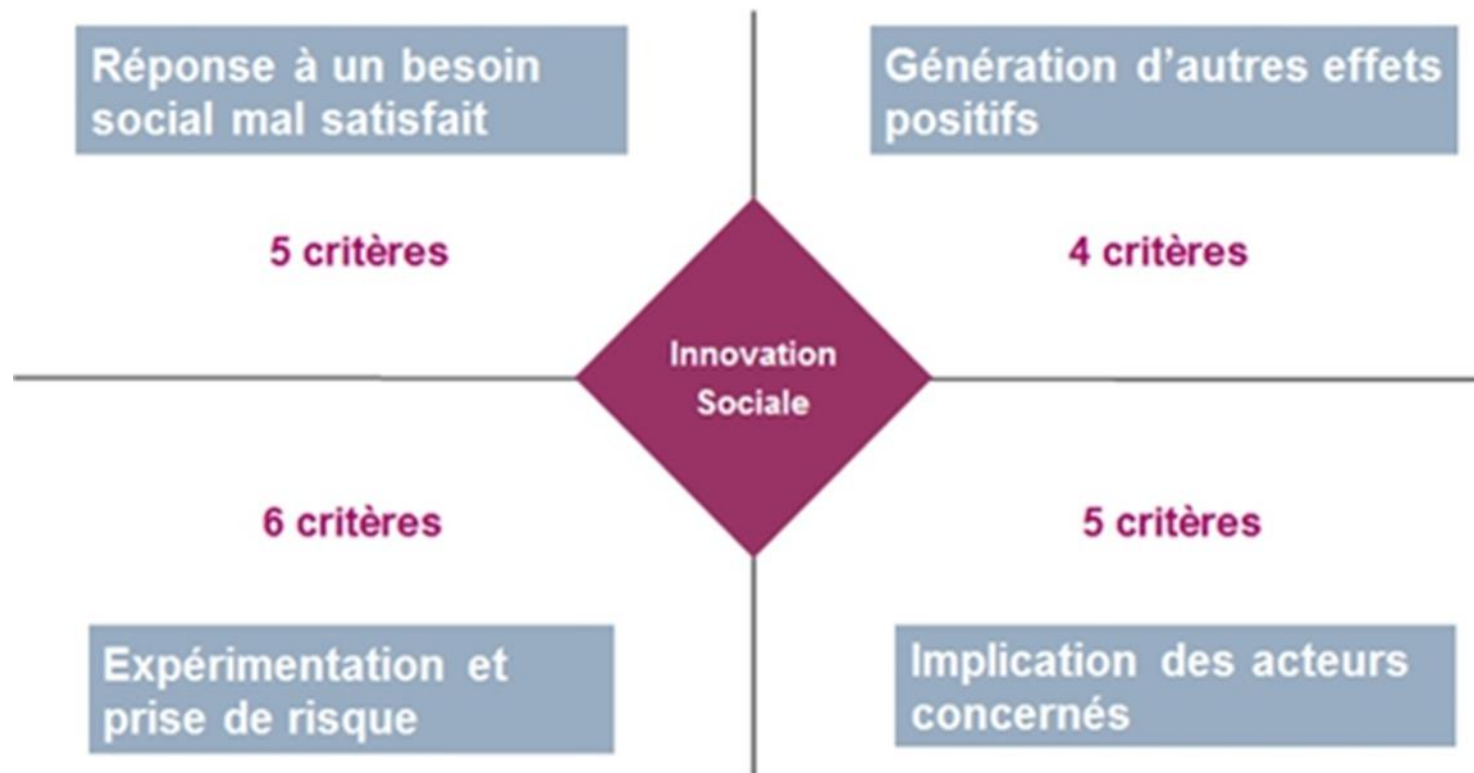 Réponse à un besoin
social mal satisfait
Génération d'autres effets
positifs
5 critères
4 critères
Innovation
Sociale
6 critères
5 critères
Expérimentation et
prise de risque
Implication des acteurs
concernés